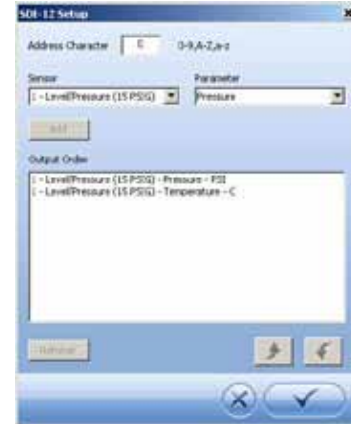 SDI-12 Setup
Address Character 0 0-9,A-Z,a-z
Sensor Parameter
1 - Level/Pressure (15 PSIG) Pressure
Add
Output Order
1 - Level/Pressure (15 PSIG) - Pressure - PSI
1 - Level/Pressure (15 PSIG) - Temperature - C
Remove